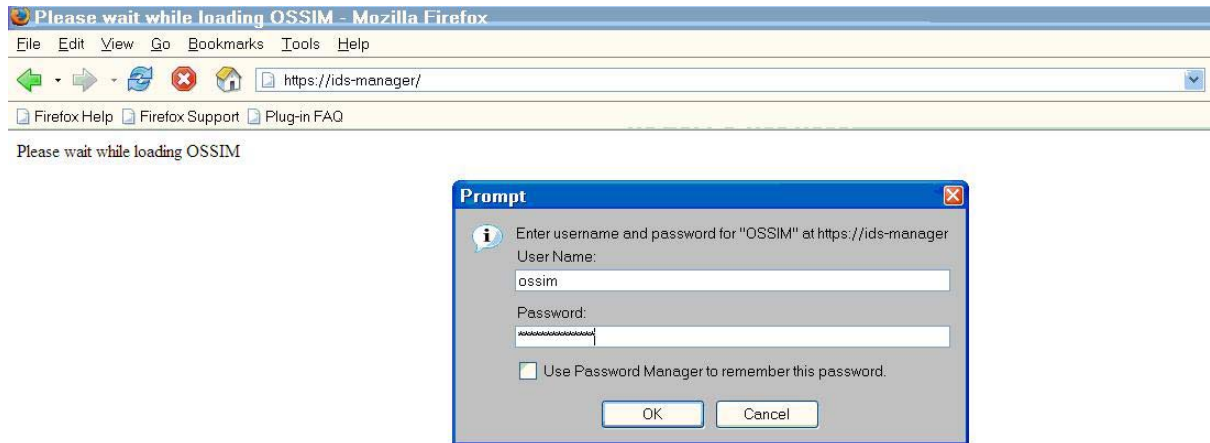 Please wait while loading OSSIM - Mozilla Firefox
File Edit View Go Bookmarks Tools Help
https://ids-manager/
Firefox Help Firefox Support Plug-in FAQ
Please wait while loading OSSIM
Prompt
Enter username and password for "OSSIM" at https://ids-manager
User Name:
ossim
Password:
Use Password Manager to remember this password.
OK Cancel